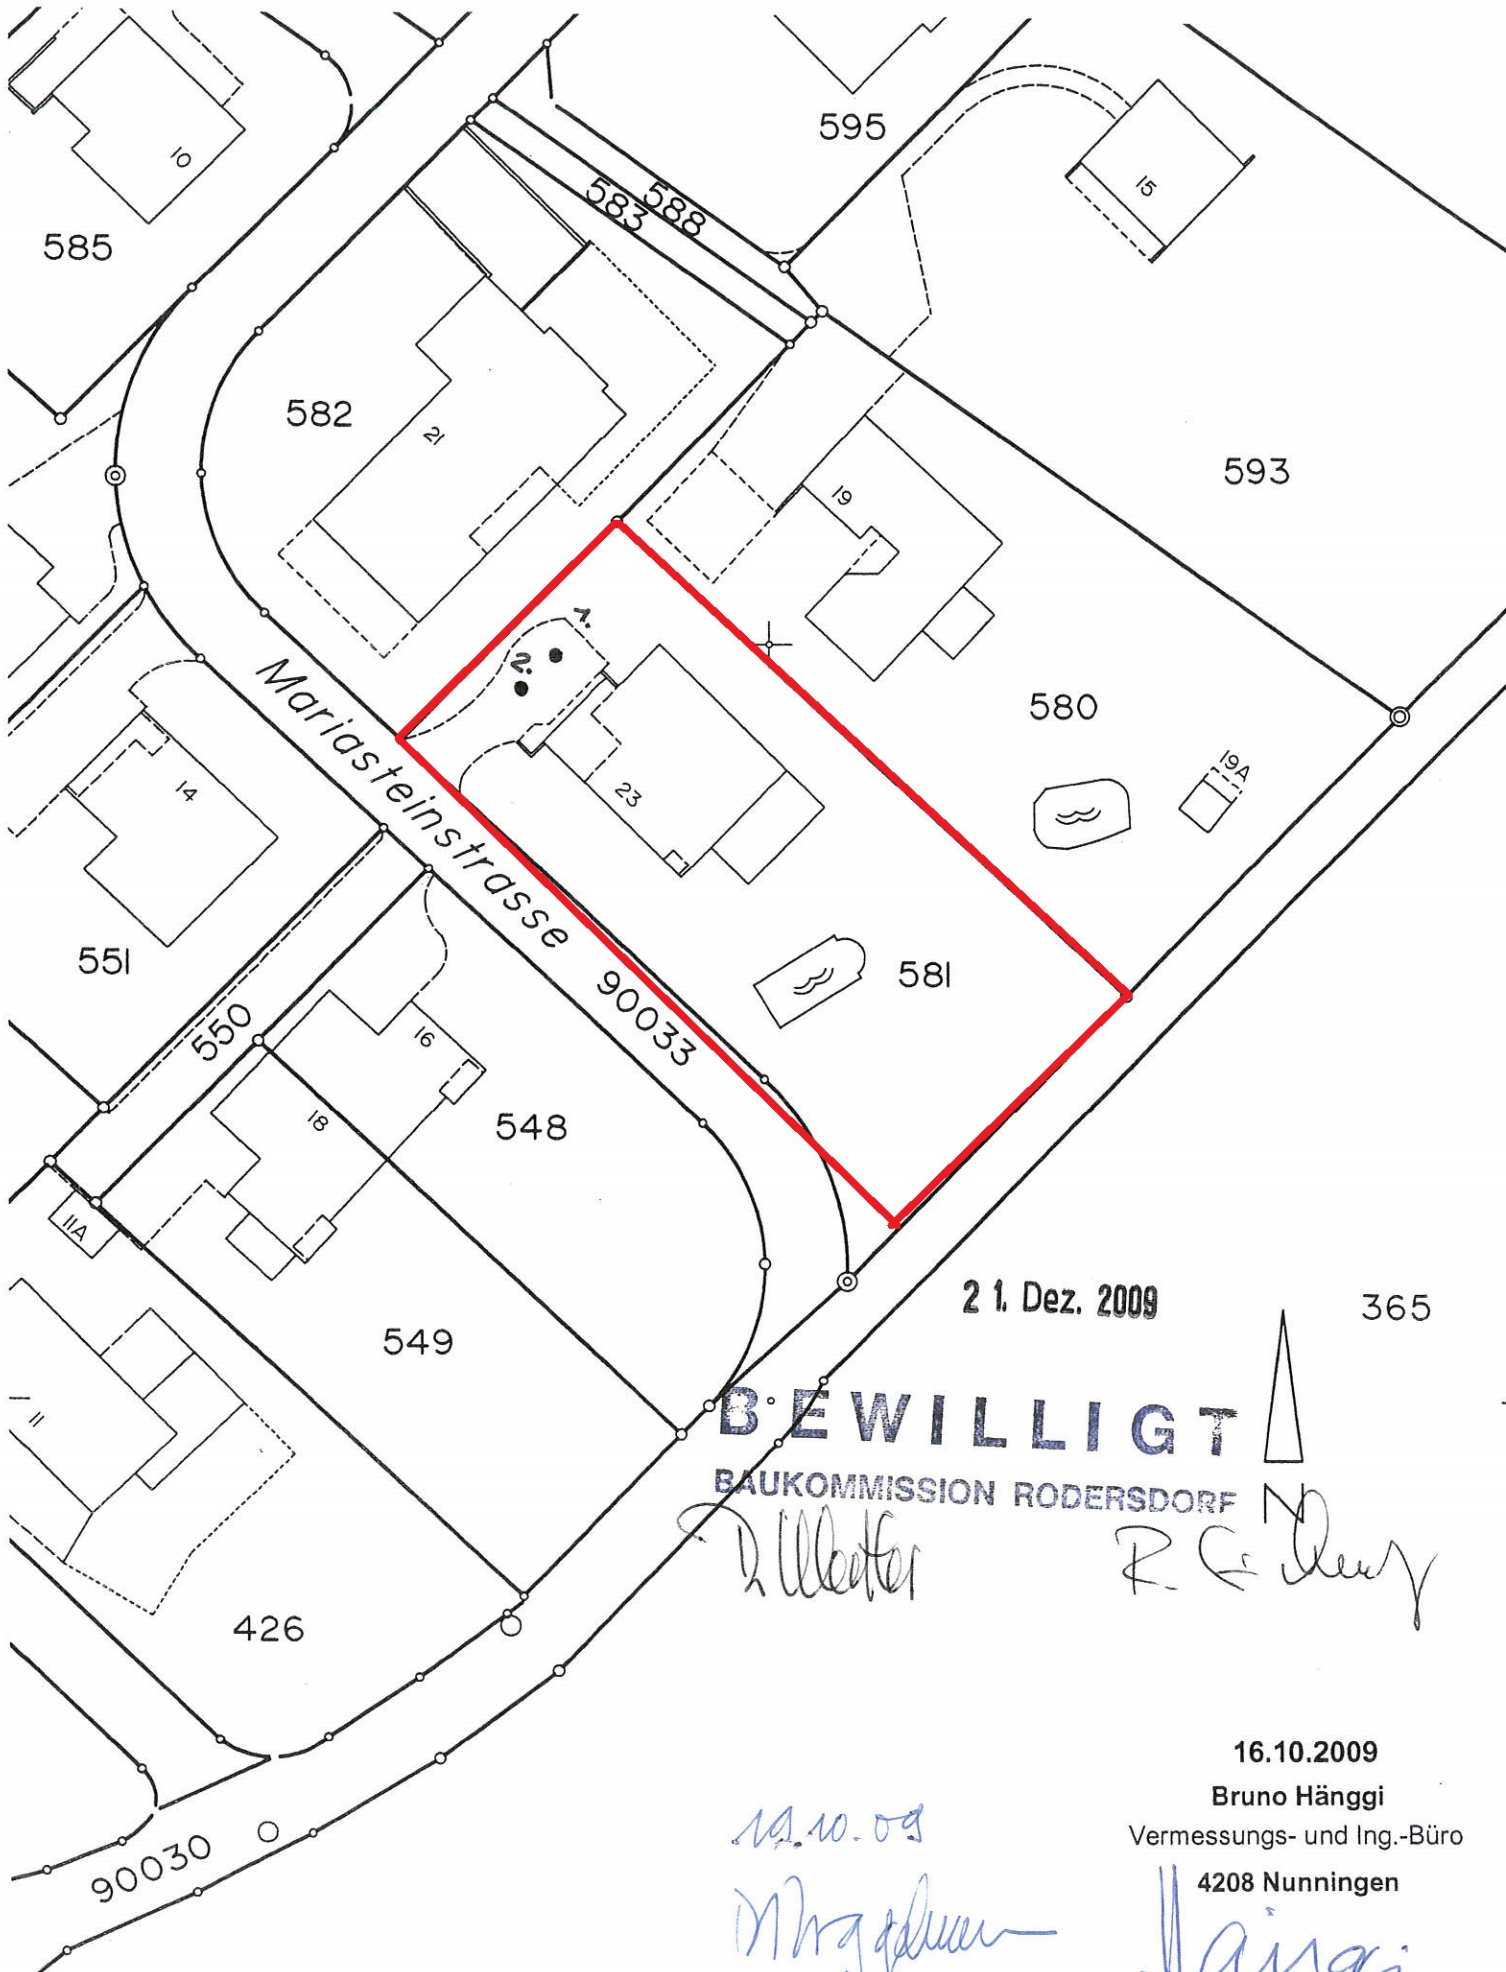 595
10
15
583
588
585
582
21
593
19
1.
2.
580
Mariasteinstrasse 90033
19A
14
23
551
581
550
16
18
548
11A
2 1. Dez. 2009
365
549
BEWILLIGT
11
BAUKOMMISSION RODERSDORF
N
426
16.10.2009
Bruno Hänggi
19.10.09
Vermessungs- und Ing.-Büro
90030
4208 Nunningen